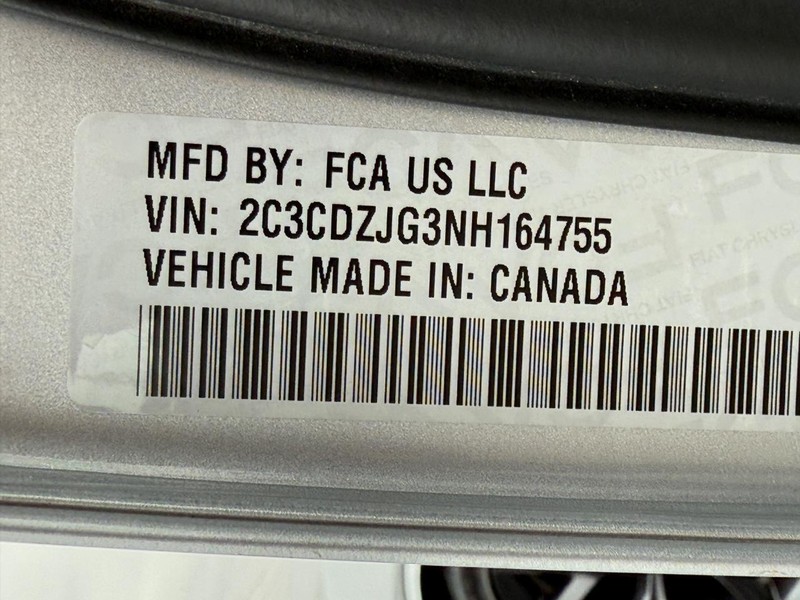 MFD BY: FCA US LLC
VIN: 2C3CDZJG3NH164755
VEHICLE MADE IN: CANADA